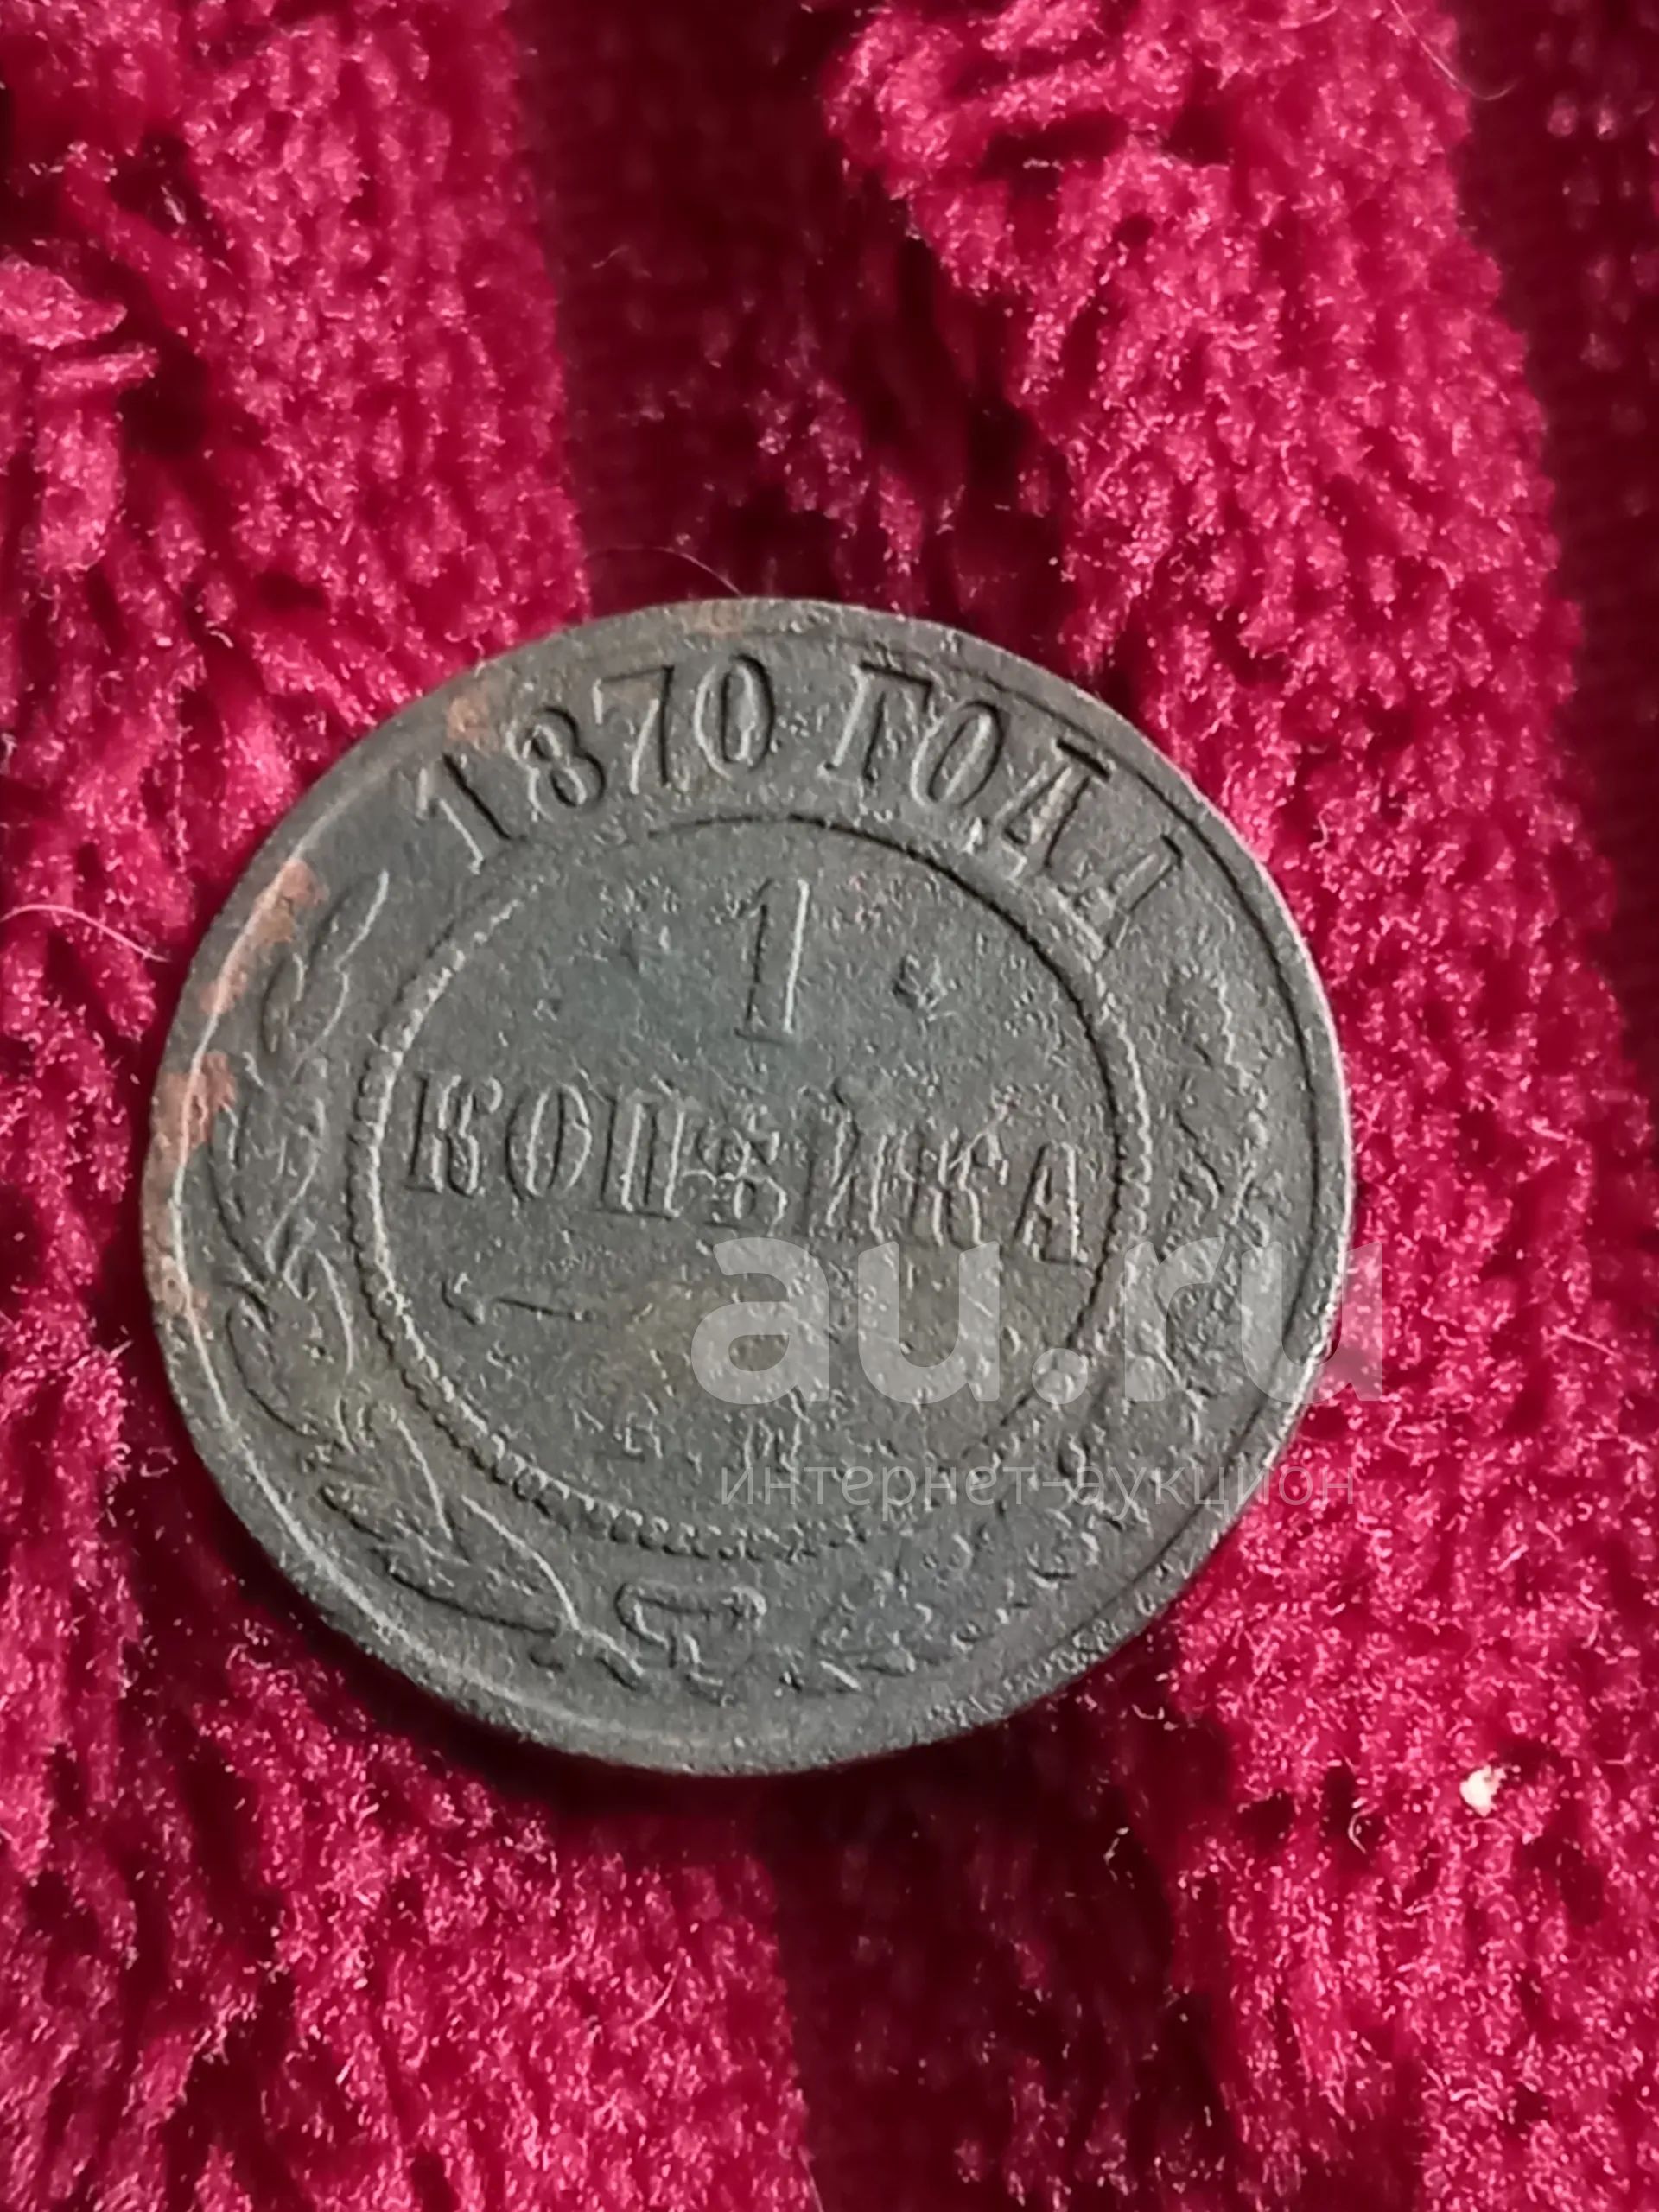 1870 ГОДА
1
КОПѢЙКА
Е. М.
au.ru
интернет-аукцион